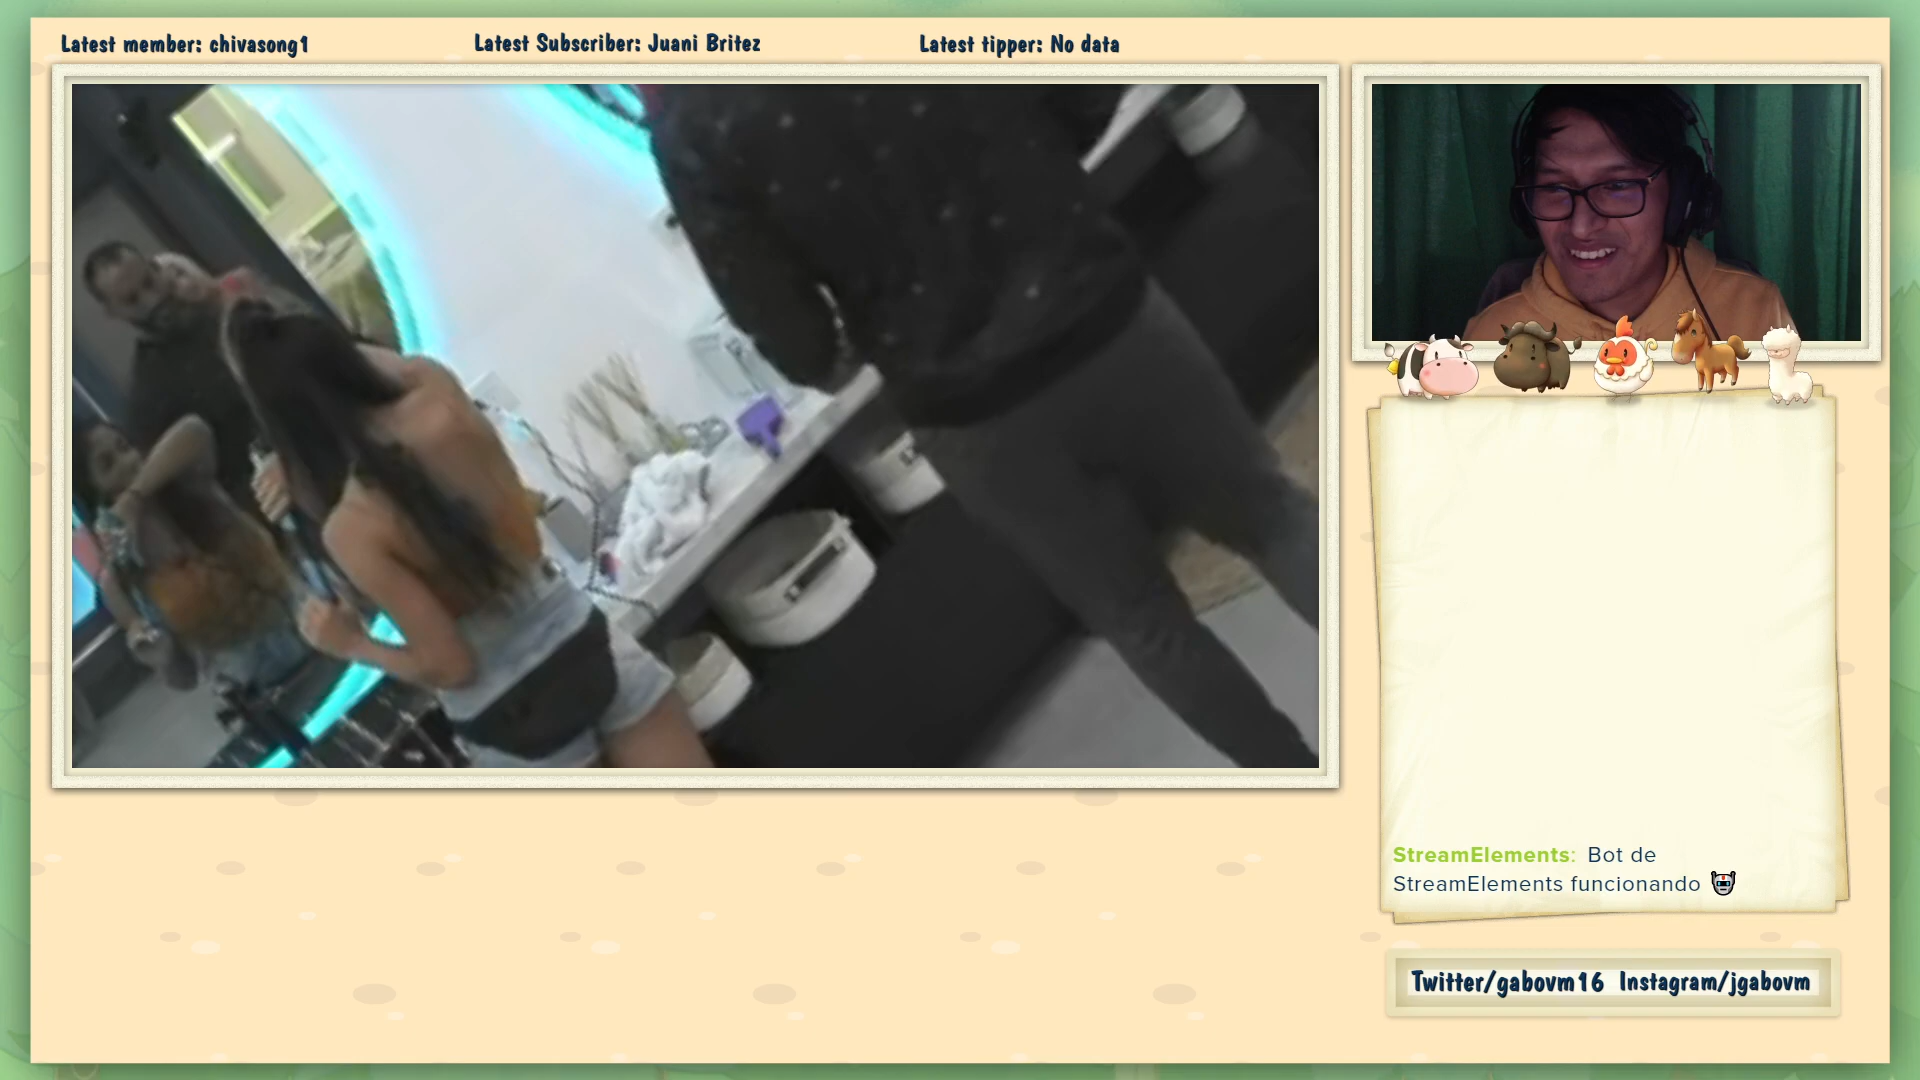 Latest member: chivasong1
Latest Subscriber: Juani Britez
Latest tipper: No data
StreamElements: Bot de
StreamElements funcionando
Twitter/gabovm16 Instagram/jgabovm